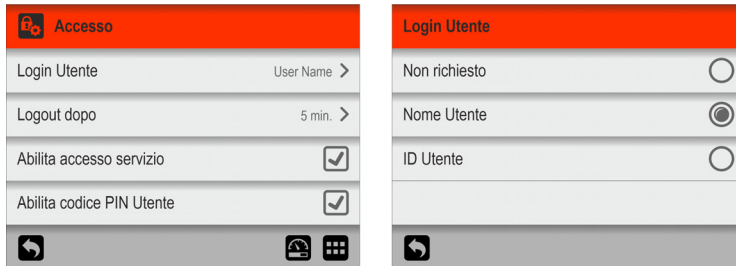 Accesso
Login Utente User Name
Logout dopo 5 min.
Abilita accesso servizio
Abilita codice PIN Utente
Login Utente
Non richiesto
Nome Utente
ID Utente